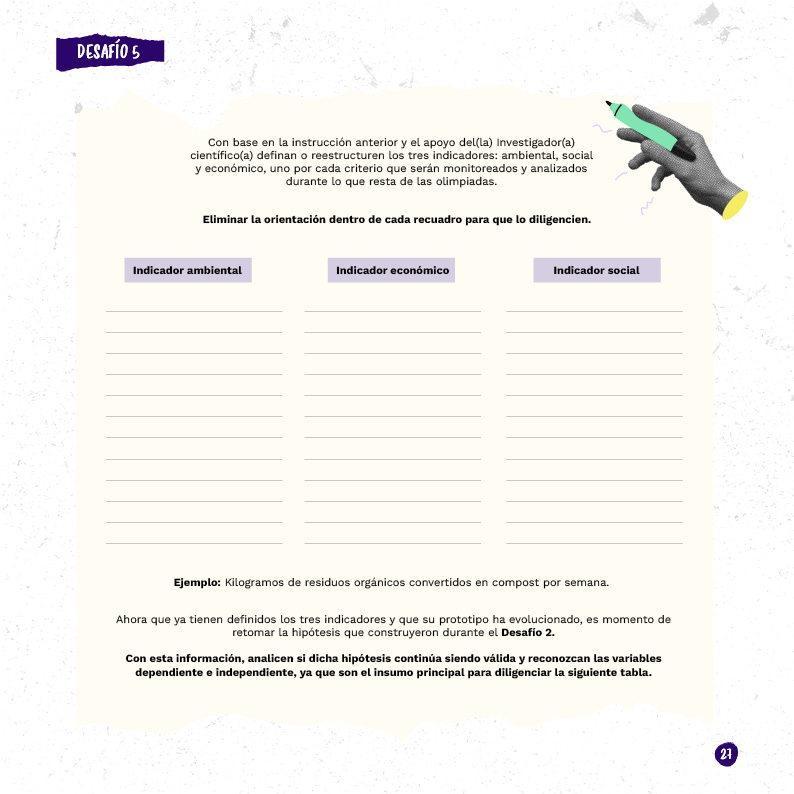 DESAFÍO 5
Con base en la instrucción anterior y el apoyo del(la) Investigador(a)
científico(a) definan o reestructuren los tres indicadores: ambiental, social
y económico, uno por cada criterio que serán monitoreados y analizados
durante lo que resta de las olimpiadas.
Eliminar la orientación dentro de cada recuadro para que lo diligencien.
Indicador ambiental
Indicador económico
Indicador social
Ejemplo: Kilogramos de residuos orgánicos convertidos en compost por semana.
Ahora que ya tienen definidos los tres indicadores y que su prototipo ha evolucionado, es momento de
retomar la hipótesis que construyeron durante el Desafío 2.
Con esta información, analicen si dicha hipótesis continúa siendo válida y reconozcan las variables
dependiente e independiente, ya que son el insumo principal para diligenciar la siguiente tabla.
27